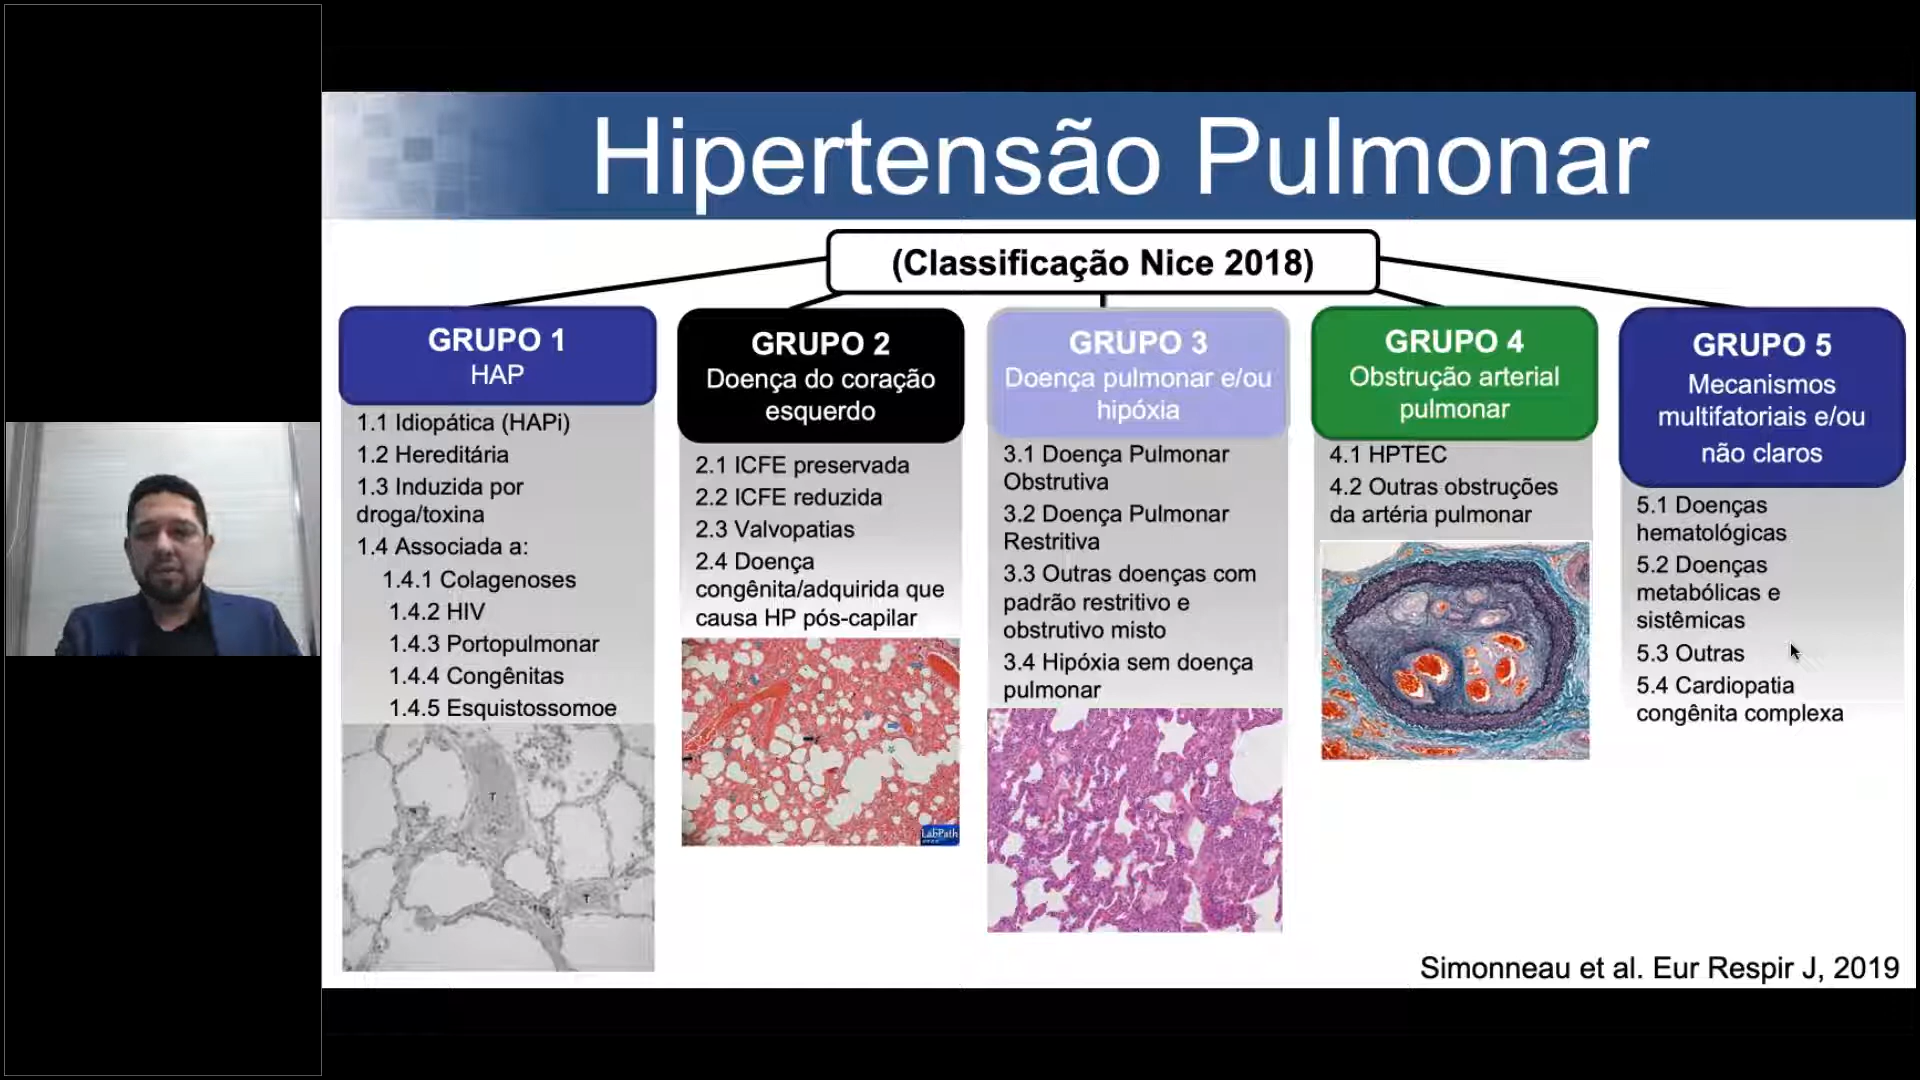 Hipertensão Pulmonar
(Classificação Nice 2018)
GRUPO 1
HAP
1.1 Idiopática (HAPi)
1.2 Hereditária
1.3 Induzida por
droga/toxina
1.4 Associada a:
1.4.1 Colagenoses
1.4.2 HIV
1.4.3 Portopulmonar
1.4.4 Congênitas
1.4.5 Esquistossomoe
T
T
GRUPO 2
Doença do coração
esquerdo
2.1 ICFE preservada
2.2 ICFE reduzida
2.3 Valvopatias
2.4 Doença
congênita/adquirida que
causa HP pós-capilar
LabPath
GRUPO 3
Doença pulmonar e/ou
hipóxia
3.1 Doença Pulmonar
Obstrutiva
3.2 Doença Pulmonar
Restritiva
3.3 Outras doenças com
padrão restritivo e
obstrutivo misto
3.4 Hipóxia sem doença
pulmonar
GRUPO 4
Obstrução arterial
pulmonar
4.1 HPTEC
4.2 Outras obstruções
da artéria pulmonar
GRUPO 5
Mecanismos
multifatoriais e/ou
não claros
5.1 Doenças
hematológicas
5.2 Doenças
metabólicas e
sistêmicas
5.3 Outras
5.4 Cardiopatia
congênita complexa
Simonneau et al. Eur Respir J, 2019